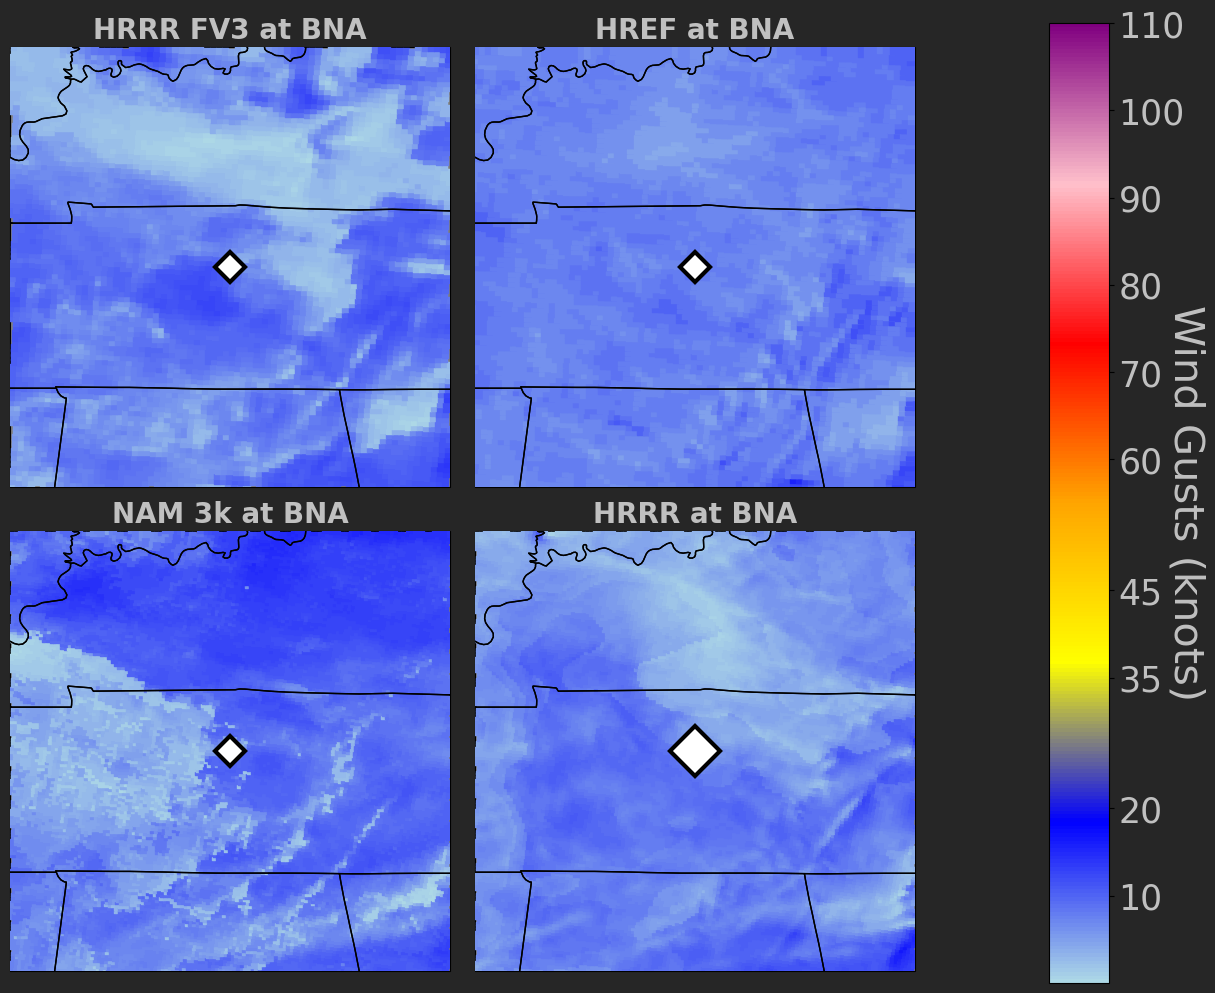 HRRR FV3 at BNA
HREF at BNA
NAM 3k at BNA
HRRR at BNA
110
100
90
80
70
60
45
35
20
10
Wind Gusts (knots)